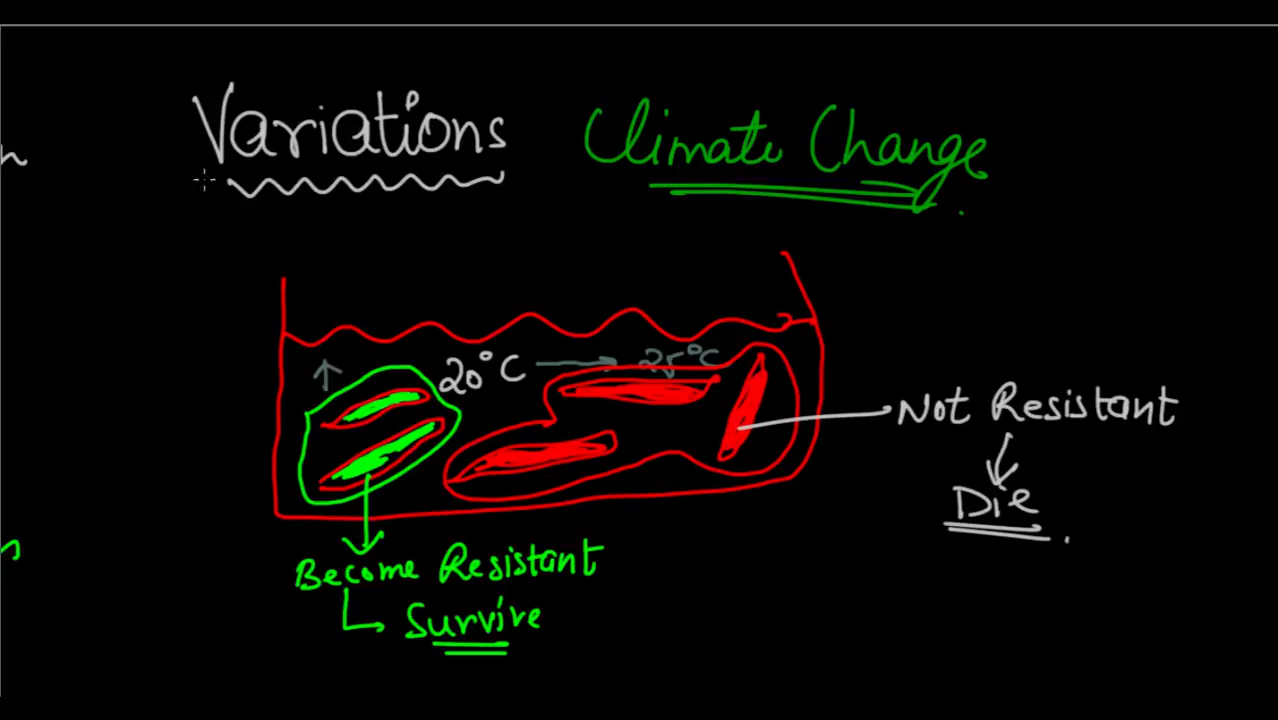 Variations Climate Change
20°C → 25°C
Not Resistant
Die
Become Resistant
Survive